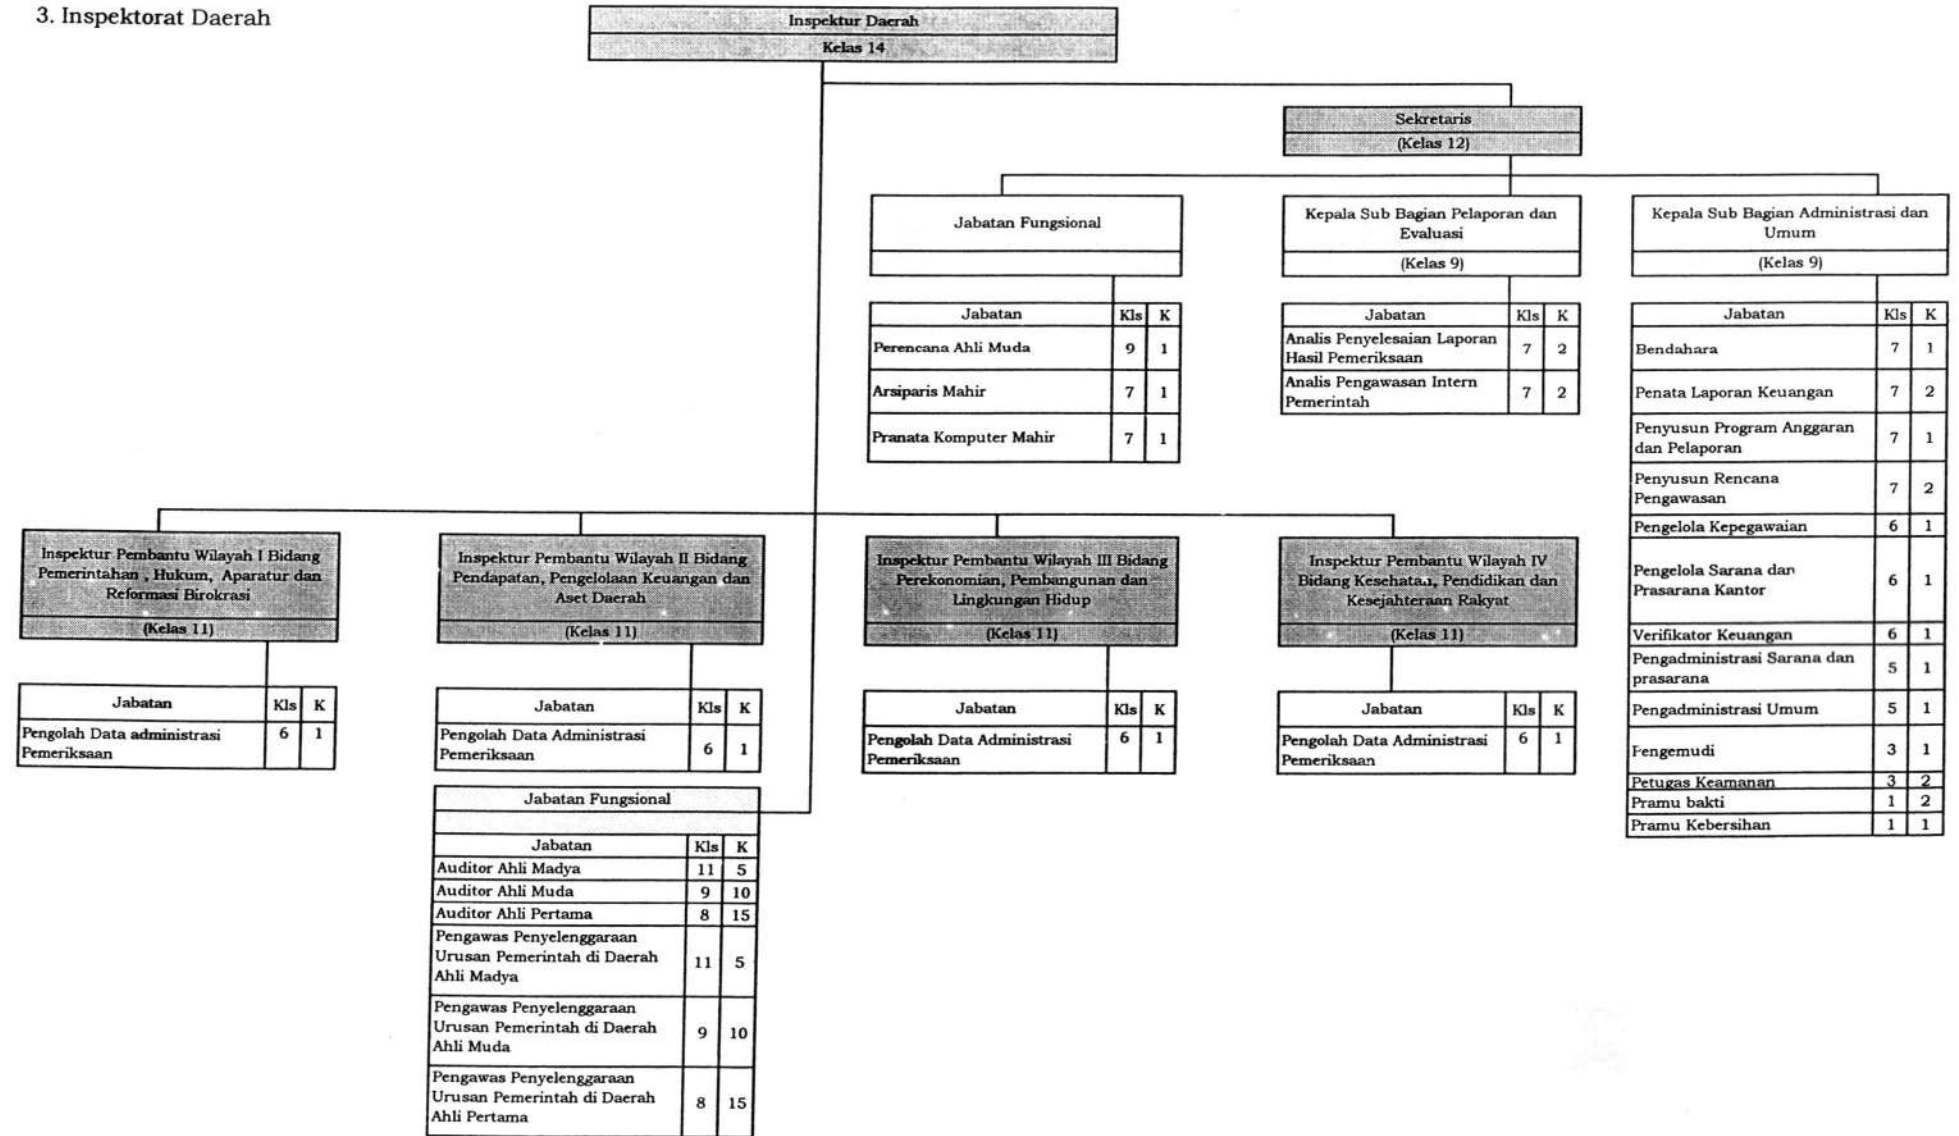 3. Inspektorat Daerah
Inspektur Daerah
Kelas 14
Sekretaris
(Kelas 12)
Jabatan Fungsional
Kepala Sub Bagian Pelaporan dan
Evaluasi
(Kelas 9)
Kepala Sub Bagian Administrasi dan
Umum
(Kelas 9)
Jabatan Kls K
Perencana Ahli Muda 9 1
Arsiparis Mahir 7 1
Pranata Komputer Mahir 7 1
Jabatan Kls K
Analis Penyelesaian Laporan
Hasil Pemeriksaan 7 2
Analis Pengawasan Intern
Pemerintah 7 2
Jabatan Kls K
Bendahara 7 1
Penata Laporan Keuangan 7 2
Penyusun Program Anggaran
dan Pelaporan 7 1
Penyusun Rencana
Pengawasan 7 2
Pengelola Kepegawaian 6 1
Pengelola Sarana dan
Prasarana Kantor 6 1
Verifikator Keuangan 6 1
Pengadministrasi Sarana dan
prasarana 5 1
Pengadministrasi Umum 5 1
Pengemudi 3 1
Petugas Keamanan 3 2
Pramu bakti 1 2
Pramu Kebersihan 1 1
Inspektur Pembantu Wilayah I Bidang
Pemerintahan , Hukum, Aparatur dan
Reformasi Birokrasi
(Kelas 11)
Jabatan Kls K
Pengolah Data administrasi 6 1
Pemeriksaan
Inspektur Pembantu Wilayah II Bidang
Pendapatan, Pengelolaan Keuangan dan
Aset Daerah
(Kelas 11)
Jabatan Kls K
Pengolah Data Administrasi
Pemeriksaan 6 1
Inspektur Pembantu Wilayah III Bidang
Perekonomian, Pembangunan dan
Lingkungan Hidup
(Kelas 11)
Jabatan Kls K
Pengolah Data Administrasi 6 1
Pemeriksaan
Inspektur Pembantu Wilayah IV
Bidang Kesehatan, Pendidikan dan
Kesejahteraan Rakyat
(Kelas 11)
Jabatan Kls K
Pengolah Data Administrasi 6 1
Pemeriksaan
Jabatan Fungsional
Jabatan Kls K
Auditor Ahli Madya 11 5
Auditor Ahli Muda 9 10
Auditor Ahli Pertama 8 15
Pengawas Penyelenggaraan
Urusan Pemerintah di Daerah 11 5
Ahli Madya
Pengawas Penyelenggaraan
Urusan Pemerintah di Daerah 9 10
Ahli Muda
Pengawas Penyelenggaraan
Urusan Pemerintah di Daerah 8 15
Ahli Pertama